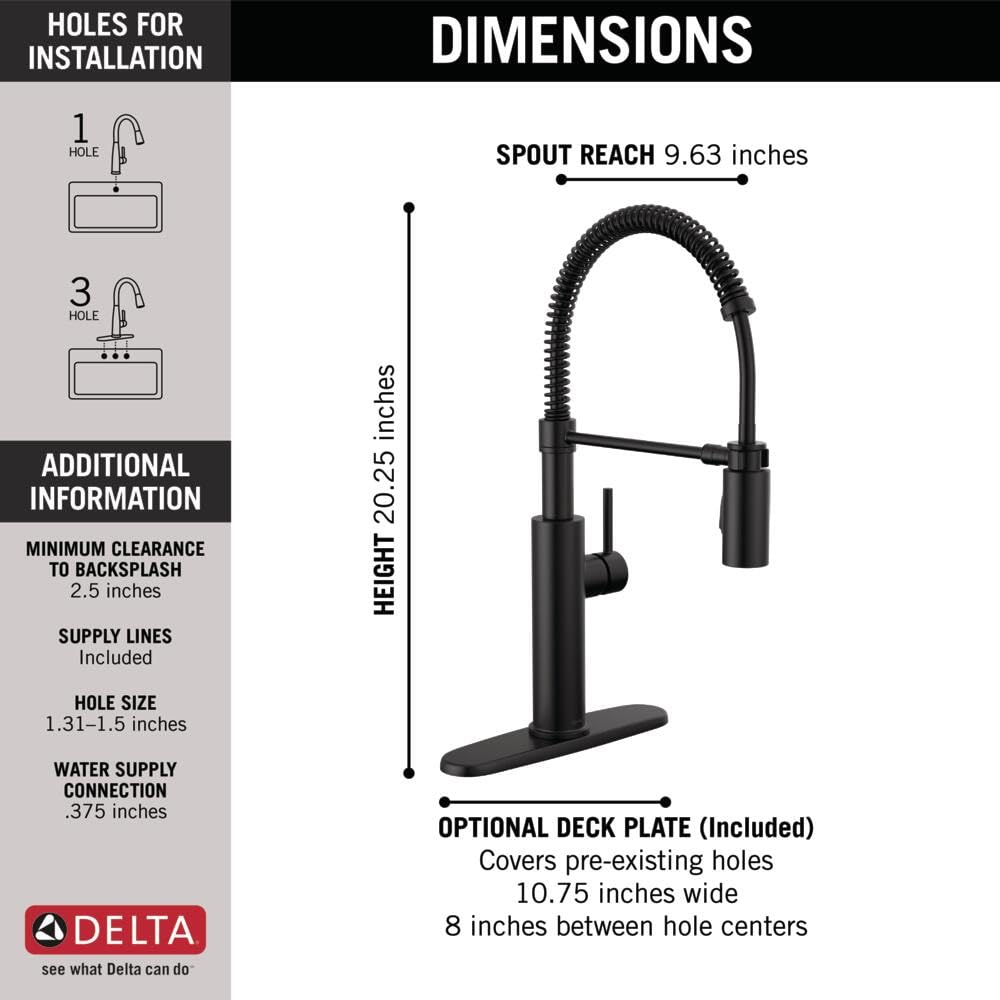 HOLES FOR
INSTALLATION
1
HOLE
3
HOLE
ADDITIONAL
INFORMATION
MINIMUM CLEARANCE
TO BACKSPLASH
2.5 inches
SUPPLY LINES
Included
HOLE SIZE
1.31–1.5 inches
WATER SUPPLY
CONNECTION
.375 inches
DELTA
see what Delta can do
DIMENSIONS
SPOUT REACH 9.63 inches
HEIGHT 20.25 inches
OPTIONAL DECK PLATE (Included)
Covers pre-existing holes
10.75 inches wide
8 inches between hole centers